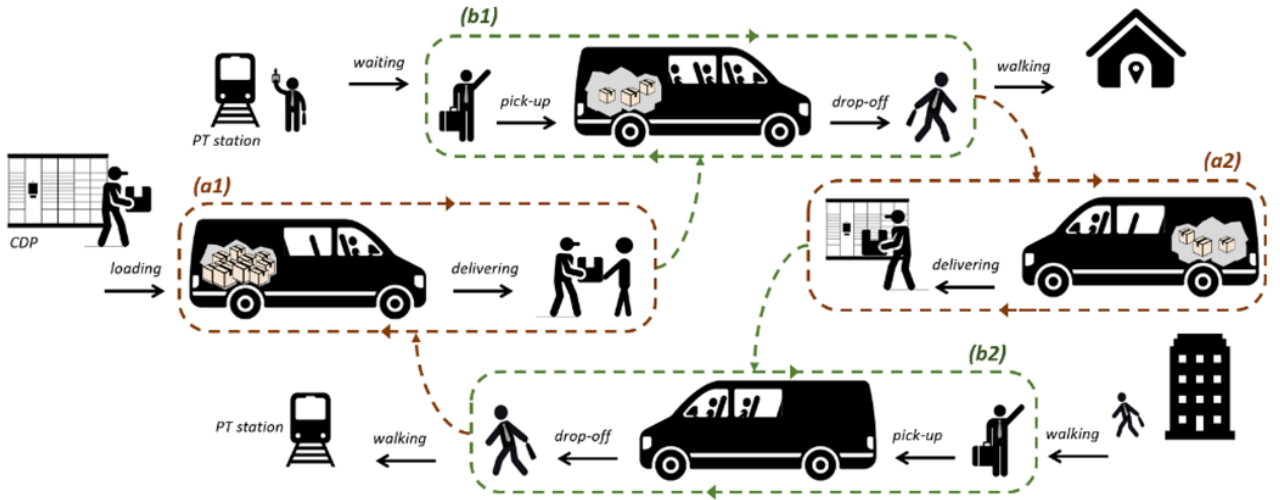 (b1)
waiting
pick-up
drop-off
walking
PT station
(a1)
(a2)
CDP
loading
delivering
delivering
(b2)
PT station
walking
drop-off
pick-up
walking